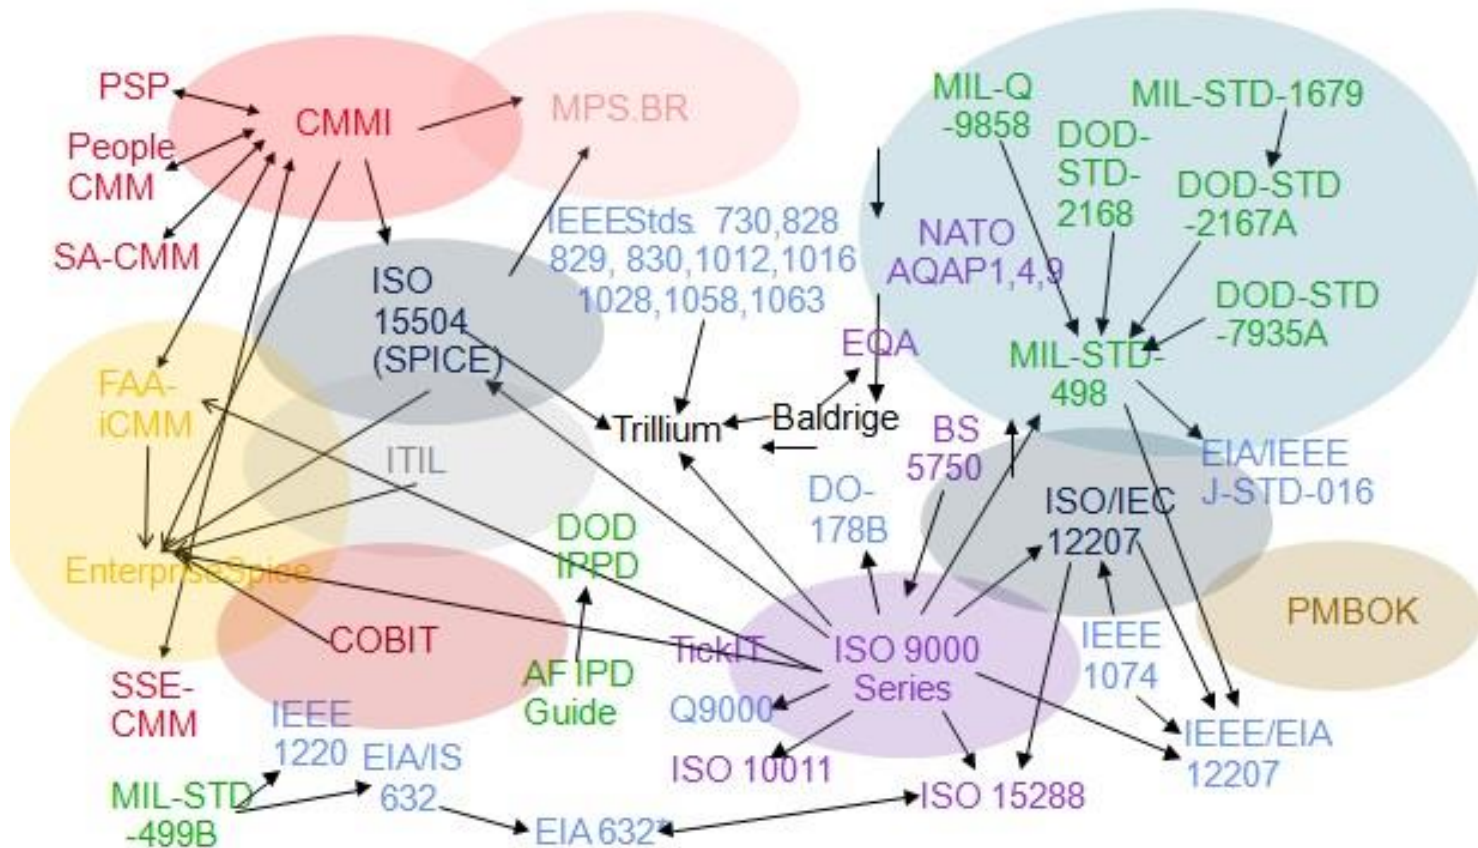 PSP
People
CMM
SA-CMM
CMMI
MPS.BR
MIL-Q
-9858
MIL-STD-1679
DOD-
STD-
2168
DOD-STD
-2167A
DOD-STD
-7935A
MIL-STD-
498
NATO
AQAP1,4,9
IEEEStds. 730,828
829, 830,1012,1016
1028,1058,1063
ISO
15504
(SPICE)
EQA
FAA-
iCMM
ITIL
Trillium
Baldrige
BS
5750
EIA/IEEE
J-STD-016
DO-
178B
ISO/IEC
12207
DOD
IPPD
EnterpriseSpice
COBIT
PMBOK
TickIT
ISO 9000
Series
IEEE
1074
AF IPD
Guide
Q9000
SSE-
CMM
IEEE
1220
EIA/IS
632
ISO 10011
IEEE/EIA
12207
ISO 15288
MIL-STD
-499B
EIA 632*